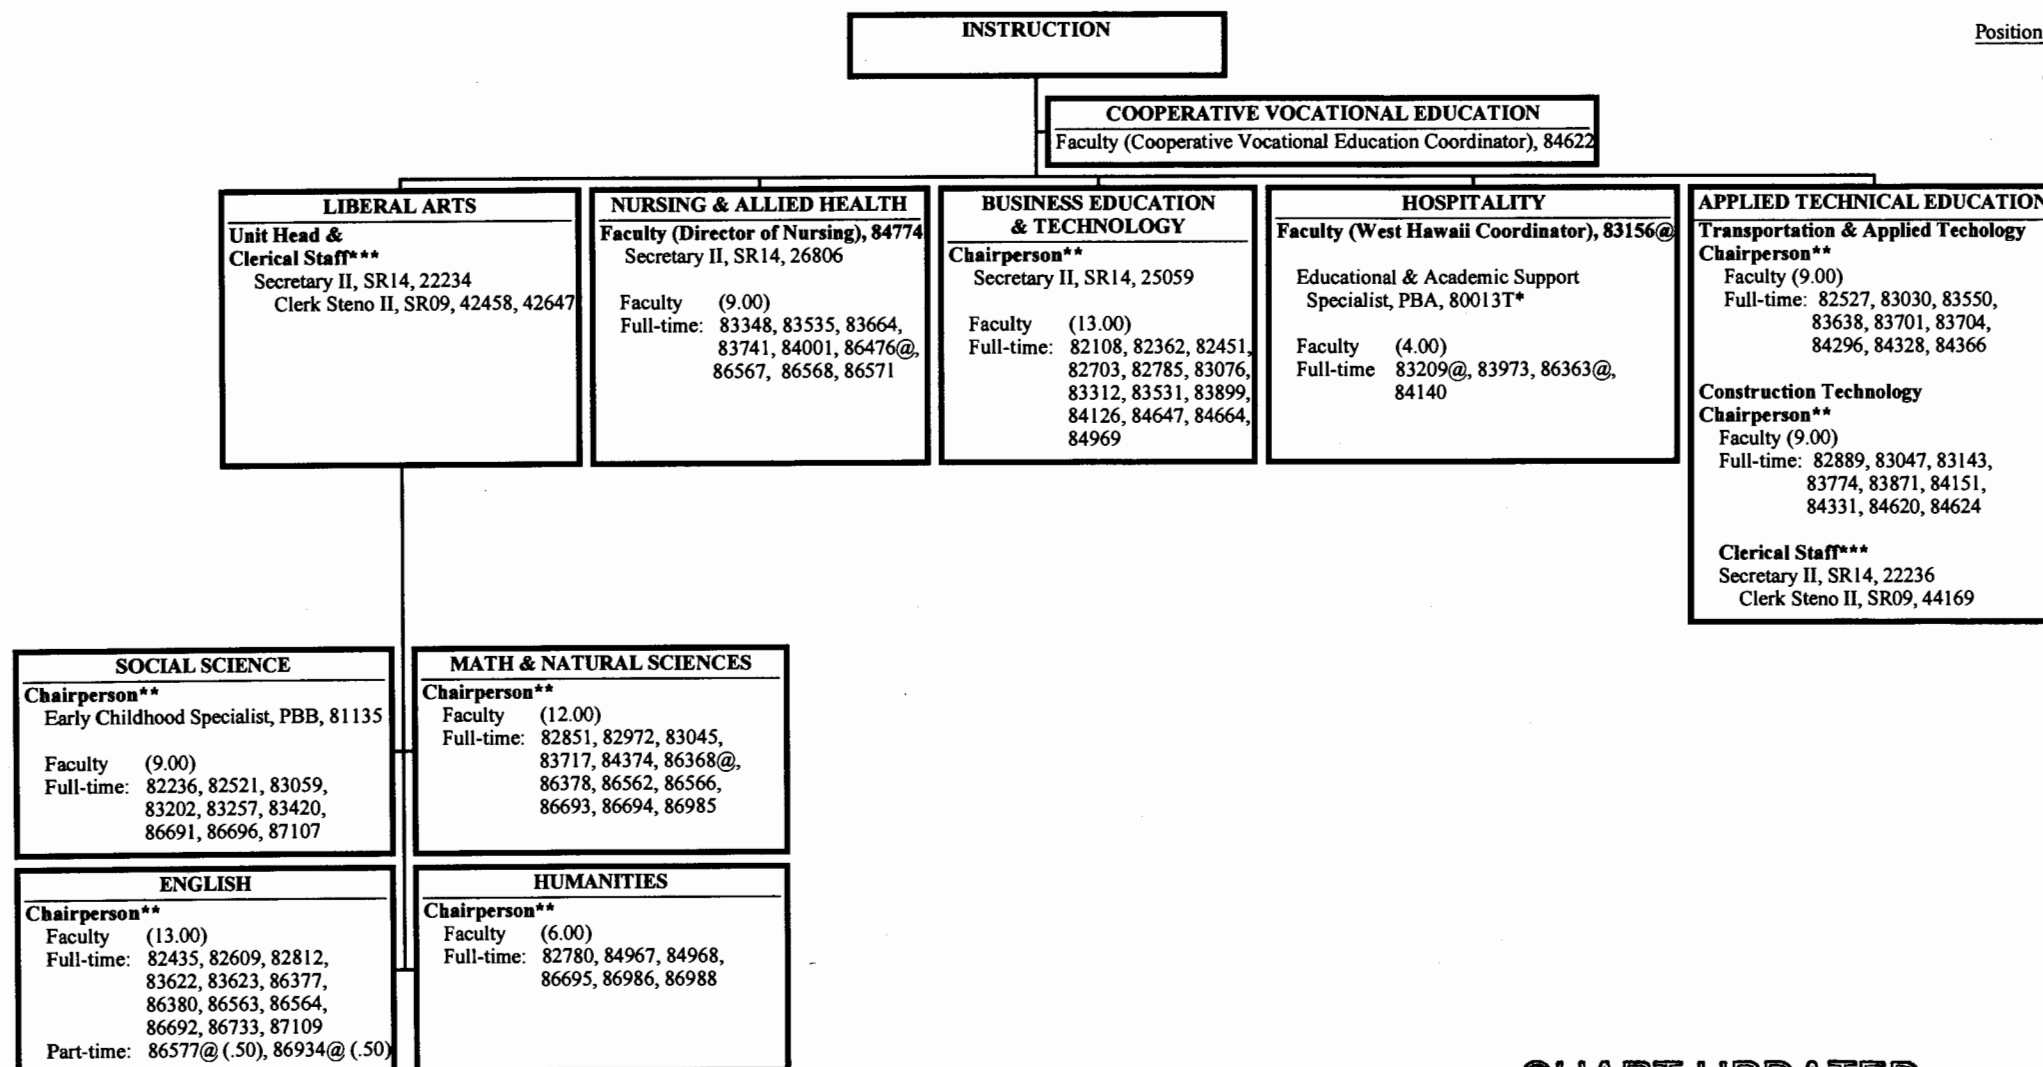 INSTRUCTION
Position
COOPERATIVE VOCATIONAL EDUCATION
Faculty (Cooperative Vocational Education Coordinator), 84622
LIBERAL ARTS
Unit Head &
Clerical Staff***
Secretary II, SR14, 22234
Clerk Steno II, SR09, 42458, 42647
NURSING & ALLIED HEALTH
Faculty (Director of Nursing), 84774
Secretary II, SR14, 26806
Faculty (9.00)
Full-time: 83348, 83535, 83664,
83741, 84001, 86476@,
86567, 86568, 86571
BUSINESS EDUCATION
& TECHNOLOGY
Chairperson**
Secretary II, SR14, 25059
Faculty (13.00)
Full-time: 82108, 82362, 82451,
82703, 82785, 83076,
83312, 83531, 83899,
84126, 84647, 84664,
84969
HOSPITALITY
Faculty (West Hawaii Coordinator), 83156@
Educational & Academic Support
Specialist, PBA, 80013T*
Faculty (4.00)
Full-time 83209@, 83973, 86363@,
84140
APPLIED TECHNICAL EDUCATION
Transportation & Applied Techology
Chairperson**
Faculty (9.00)
Full-time: 82527, 83030, 83550,
83638, 83701, 83704,
84296, 84328, 84366
Construction Technology
Chairperson**
Faculty (9.00)
Full-time: 82889, 83047, 83143,
83774, 83871, 84151,
84331, 84620, 84624
Clerical Staff***
Secretary II, SR14, 22236
Clerk Steno II, SR09, 44169
SOCIAL SCIENCE
Chairperson**
Early Childhood Specialist, PBB, 81135
Faculty (9.00)
Full-time: 82236, 82521, 83059,
83202, 83257, 83420,
86691, 86696, 87107
MATH & NATURAL SCIENCES
Chairperson**
Faculty (12.00)
Full-time: 82851, 82972, 83045,
83717, 84374, 86368@,
86378, 86562, 86566,
86693, 86694, 86985
ENGLISH
Chairperson**
Faculty (13.00)
Full-time: 82435, 82609, 82812,
83622, 83623, 86377,
86380, 86563, 86564,
86692, 86733, 87109
Part-time: 86577@ (.50), 86934@ (.50)
HUMANITIES
Chairperson**
Faculty (6.00)
Full-time: 82780, 84967, 84968,
86695, 86986, 86988
CHART UPDATED